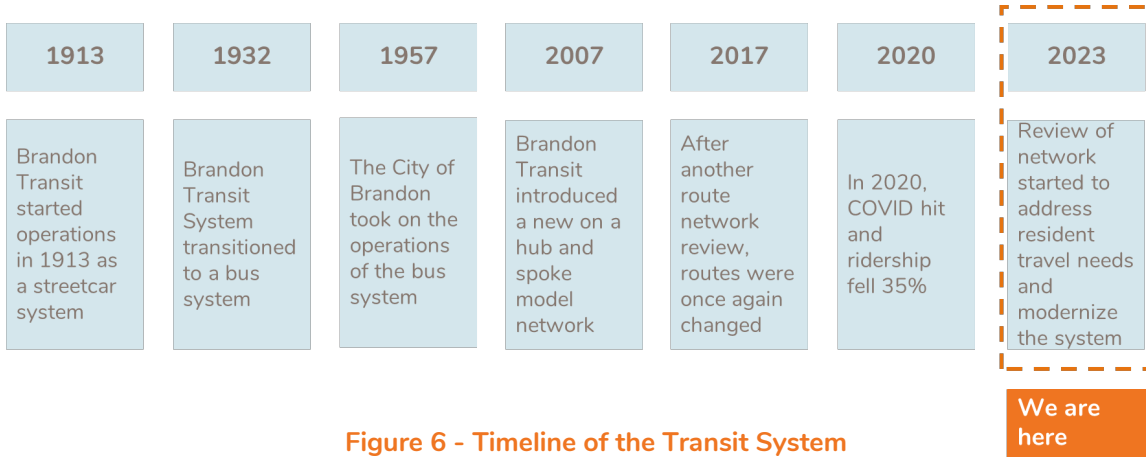 1913
Brandon
Transit
started
operations
in 1913 as
a streetcar
system
1932
Brandon
Transit
System
transitioned
to a bus
system
1957
The City of
Brandon
took on the
operations
of the bus
system
2007
Brandon
Transit
introduced
a new on a
hub and
spoke
model
network
2017
After
another
route
network
review,
routes were
once again
changed
2020
In 2020,
COVID hit
and
ridership
fell 35%
2023
Review of
network
started to
address
resident
travel needs
and
modernize
the system
We are
here
Figure 6 - Timeline of the Transit System